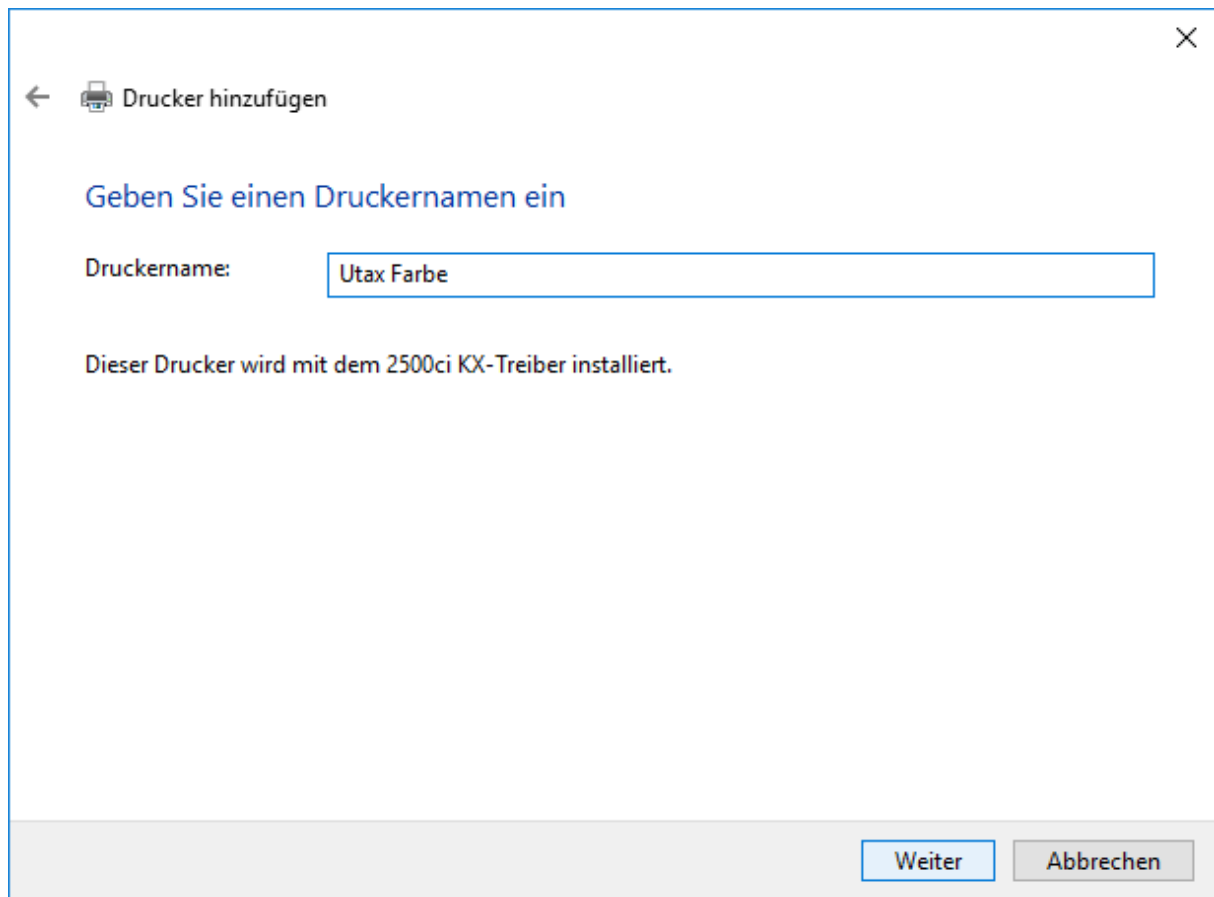 Drucker hinzufügen
Geben Sie einen Druckernamen ein
Druckername:
Utax Farbe
Dieser Drucker wird mit dem 2500ci KX-Treiber installiert.
Weiter
Abbrechen